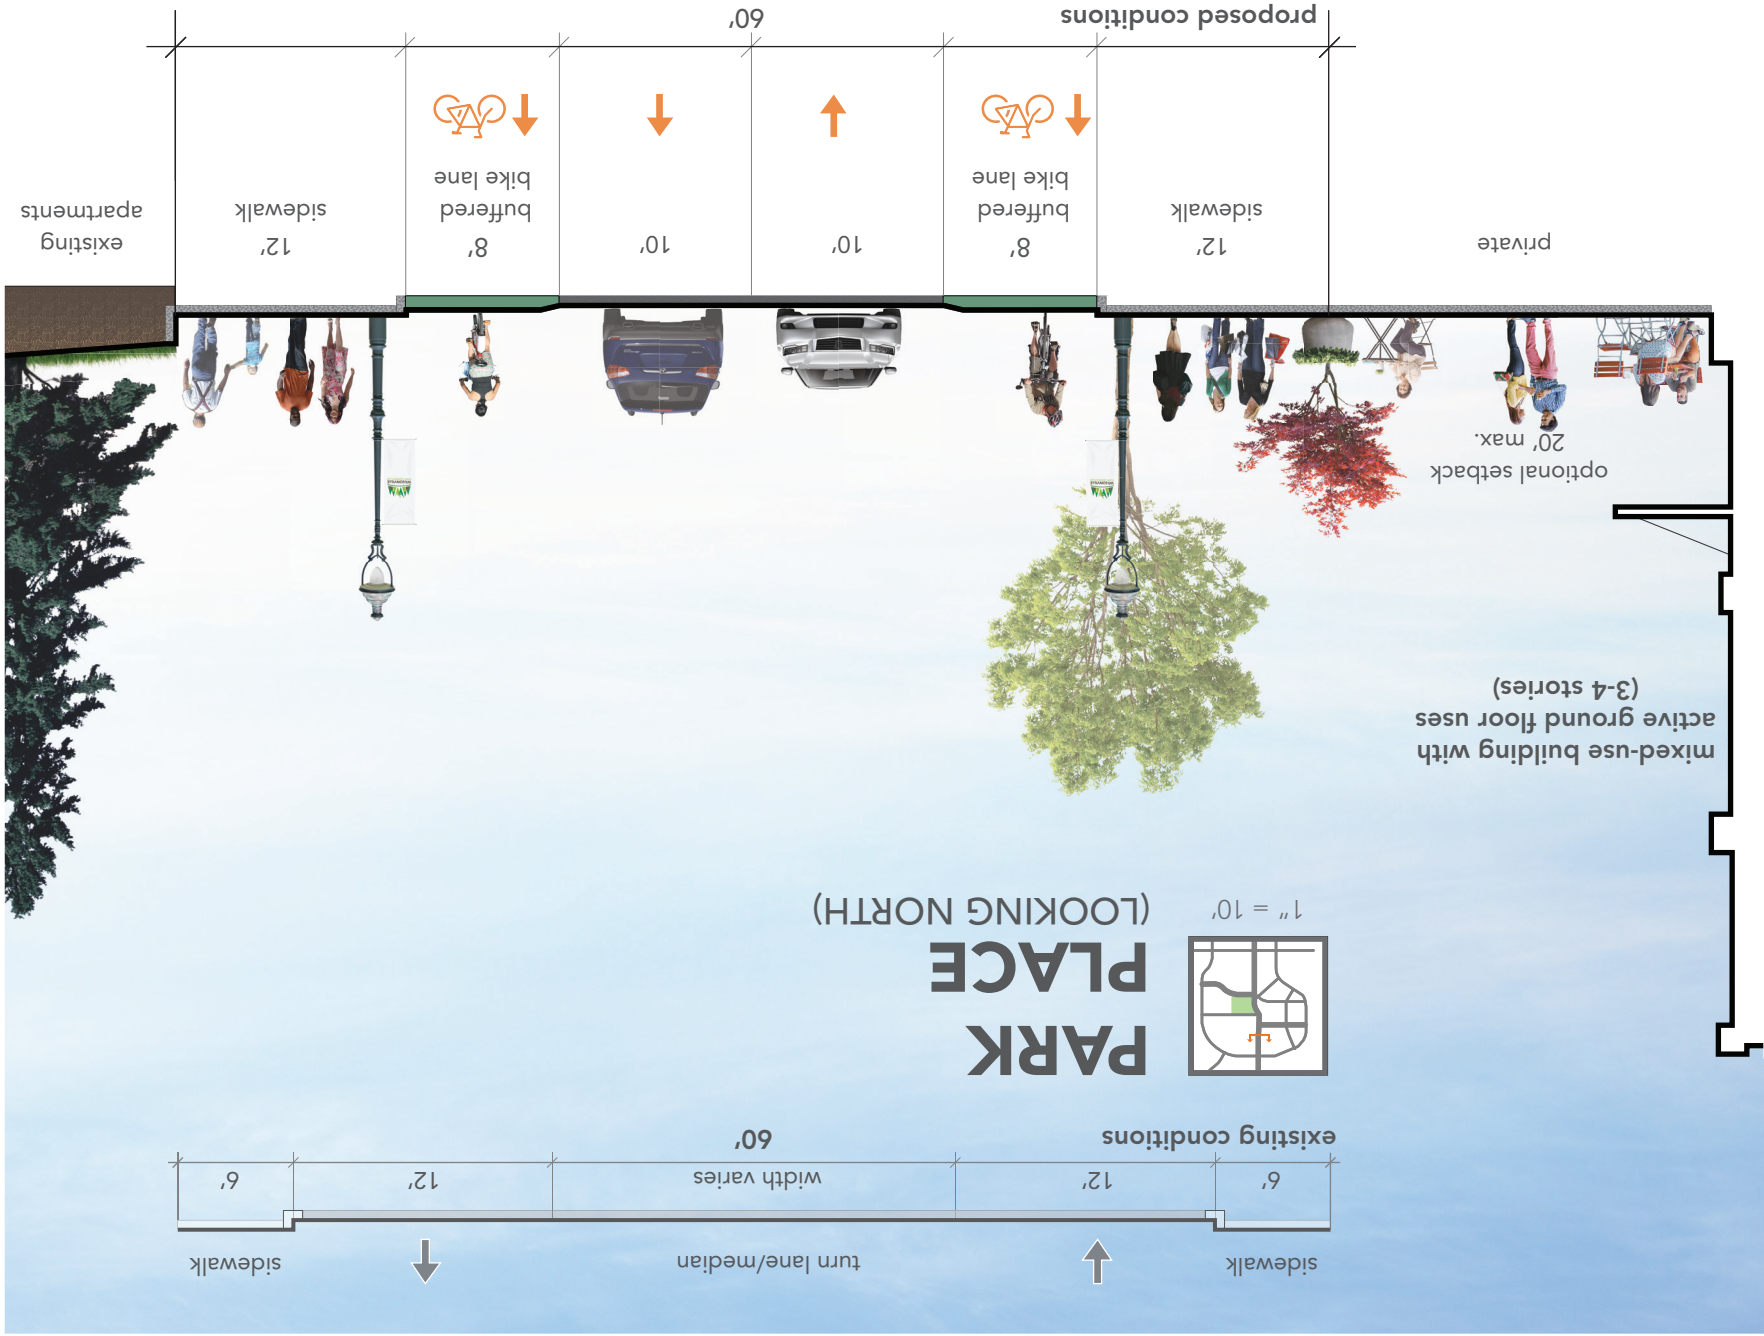 sidewalk
turn lane/median
sidewalk
6'
12'
width varies
12'
6'
existing conditions
60'
PARK
PLACE
(LOOKING NORTH)
1" = 10'
mixed-use building with
active ground floor uses
(3-4 stories)
optional setback
20' max.
private
12'
sidewalk
8'
buffered
bike lane
10'
10'
8'
buffered
bike lane
12'
sidewalk
existing
apartments
proposed conditions
60'